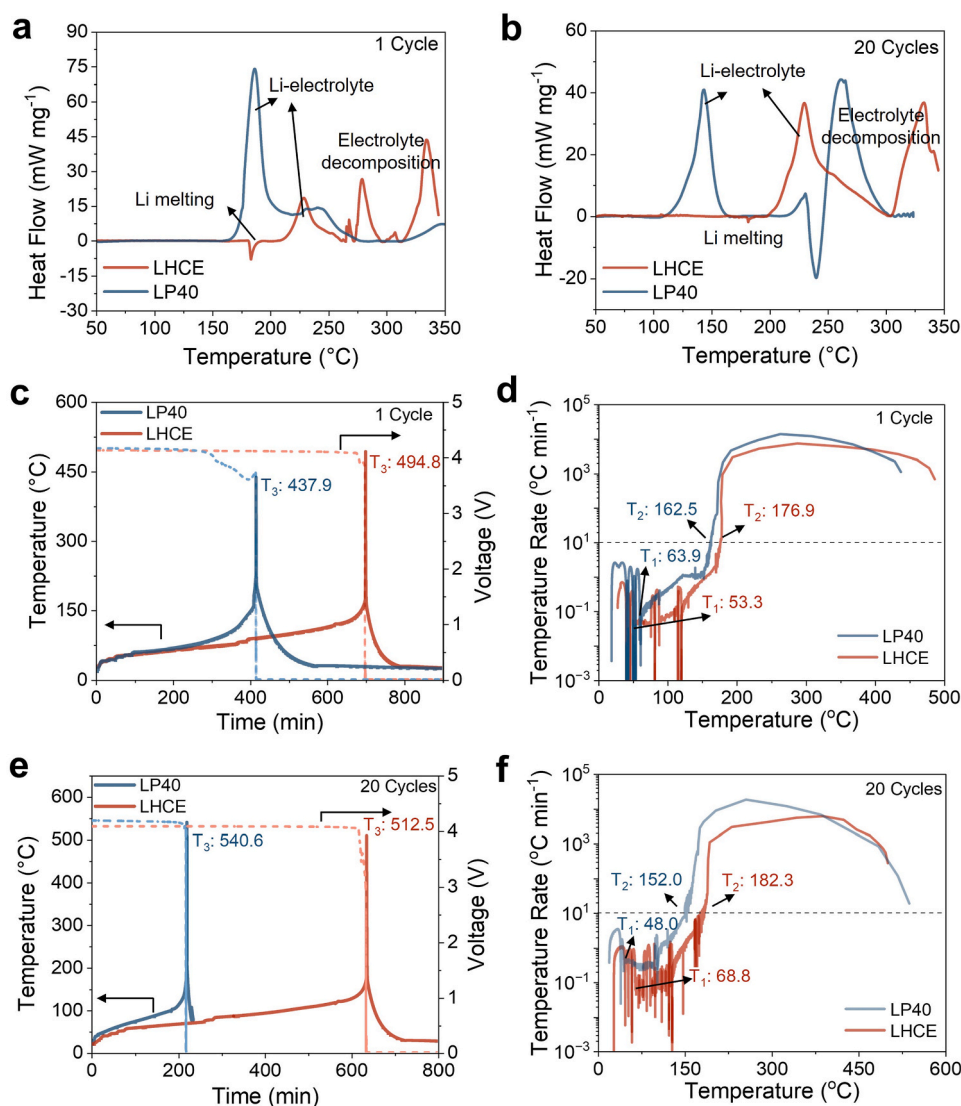 a
1 Cycle
Heat Flow (mW mg⁻¹)
90
75
60
45
30
15
0
-15
-30
Li-electrolyte
Electrolyte
decomposition
Li melting
LHCE
LP40
50 100 150 200 250 300 350
Temperature (°C)
b
20 Cycles
Heat Flow (mW mg⁻¹)
60
40
20
0
-20
Li-electrolyte
Electrolyte
decomposition
Li melting
LHCE
LP40
50 100 150 200 250 300 350
Temperature (°C)
c
1 Cycle
Temperature (°C)
600
450
300
150
0
LP40
LHCE
T₃: 494.8
T₃: 437.9
5
4
3
2
1
0
Voltage (V)
0 200 400 600 800
Time (min)
d
1 Cycle
Temperature Rate (°C min⁻¹)
10⁵
10³
10¹
10⁻¹
10⁻³
T₂: 162.5
T₂: 176.9
T₁: 63.9
T₁: 53.3
LP40
LHCE
0 100 200 300 400 500
Temperature (°C)
e
20 Cycles
Temperature (°C)
600
500
400
300
200
100
0
LP40
LHCE
T₃: 512.5
T₃: 540.6
5
4
3
2
1
0
Voltage (V)
0 200 400 600 800
Time (min)
f
20 Cycles
Temperature Rate (°C min⁻¹)
10⁵
10³
10¹
10⁻¹
10⁻³
T₂: 152.0
T₂: 182.3
T₁: 48.0
T₁: 68.8
LP40
LHCE
0 150 300 450 600
Temperature (°C)